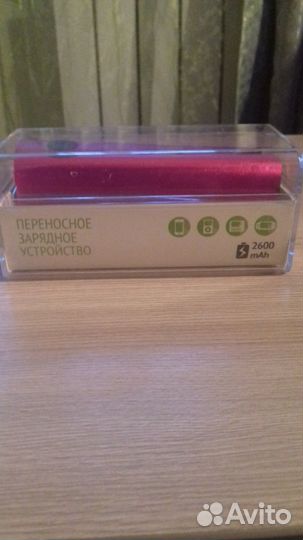 ПЕРЕНОСНОЕ
ЗАРЯДНОЕ
УСТРОЙСТВО
2600
mAh
Avito